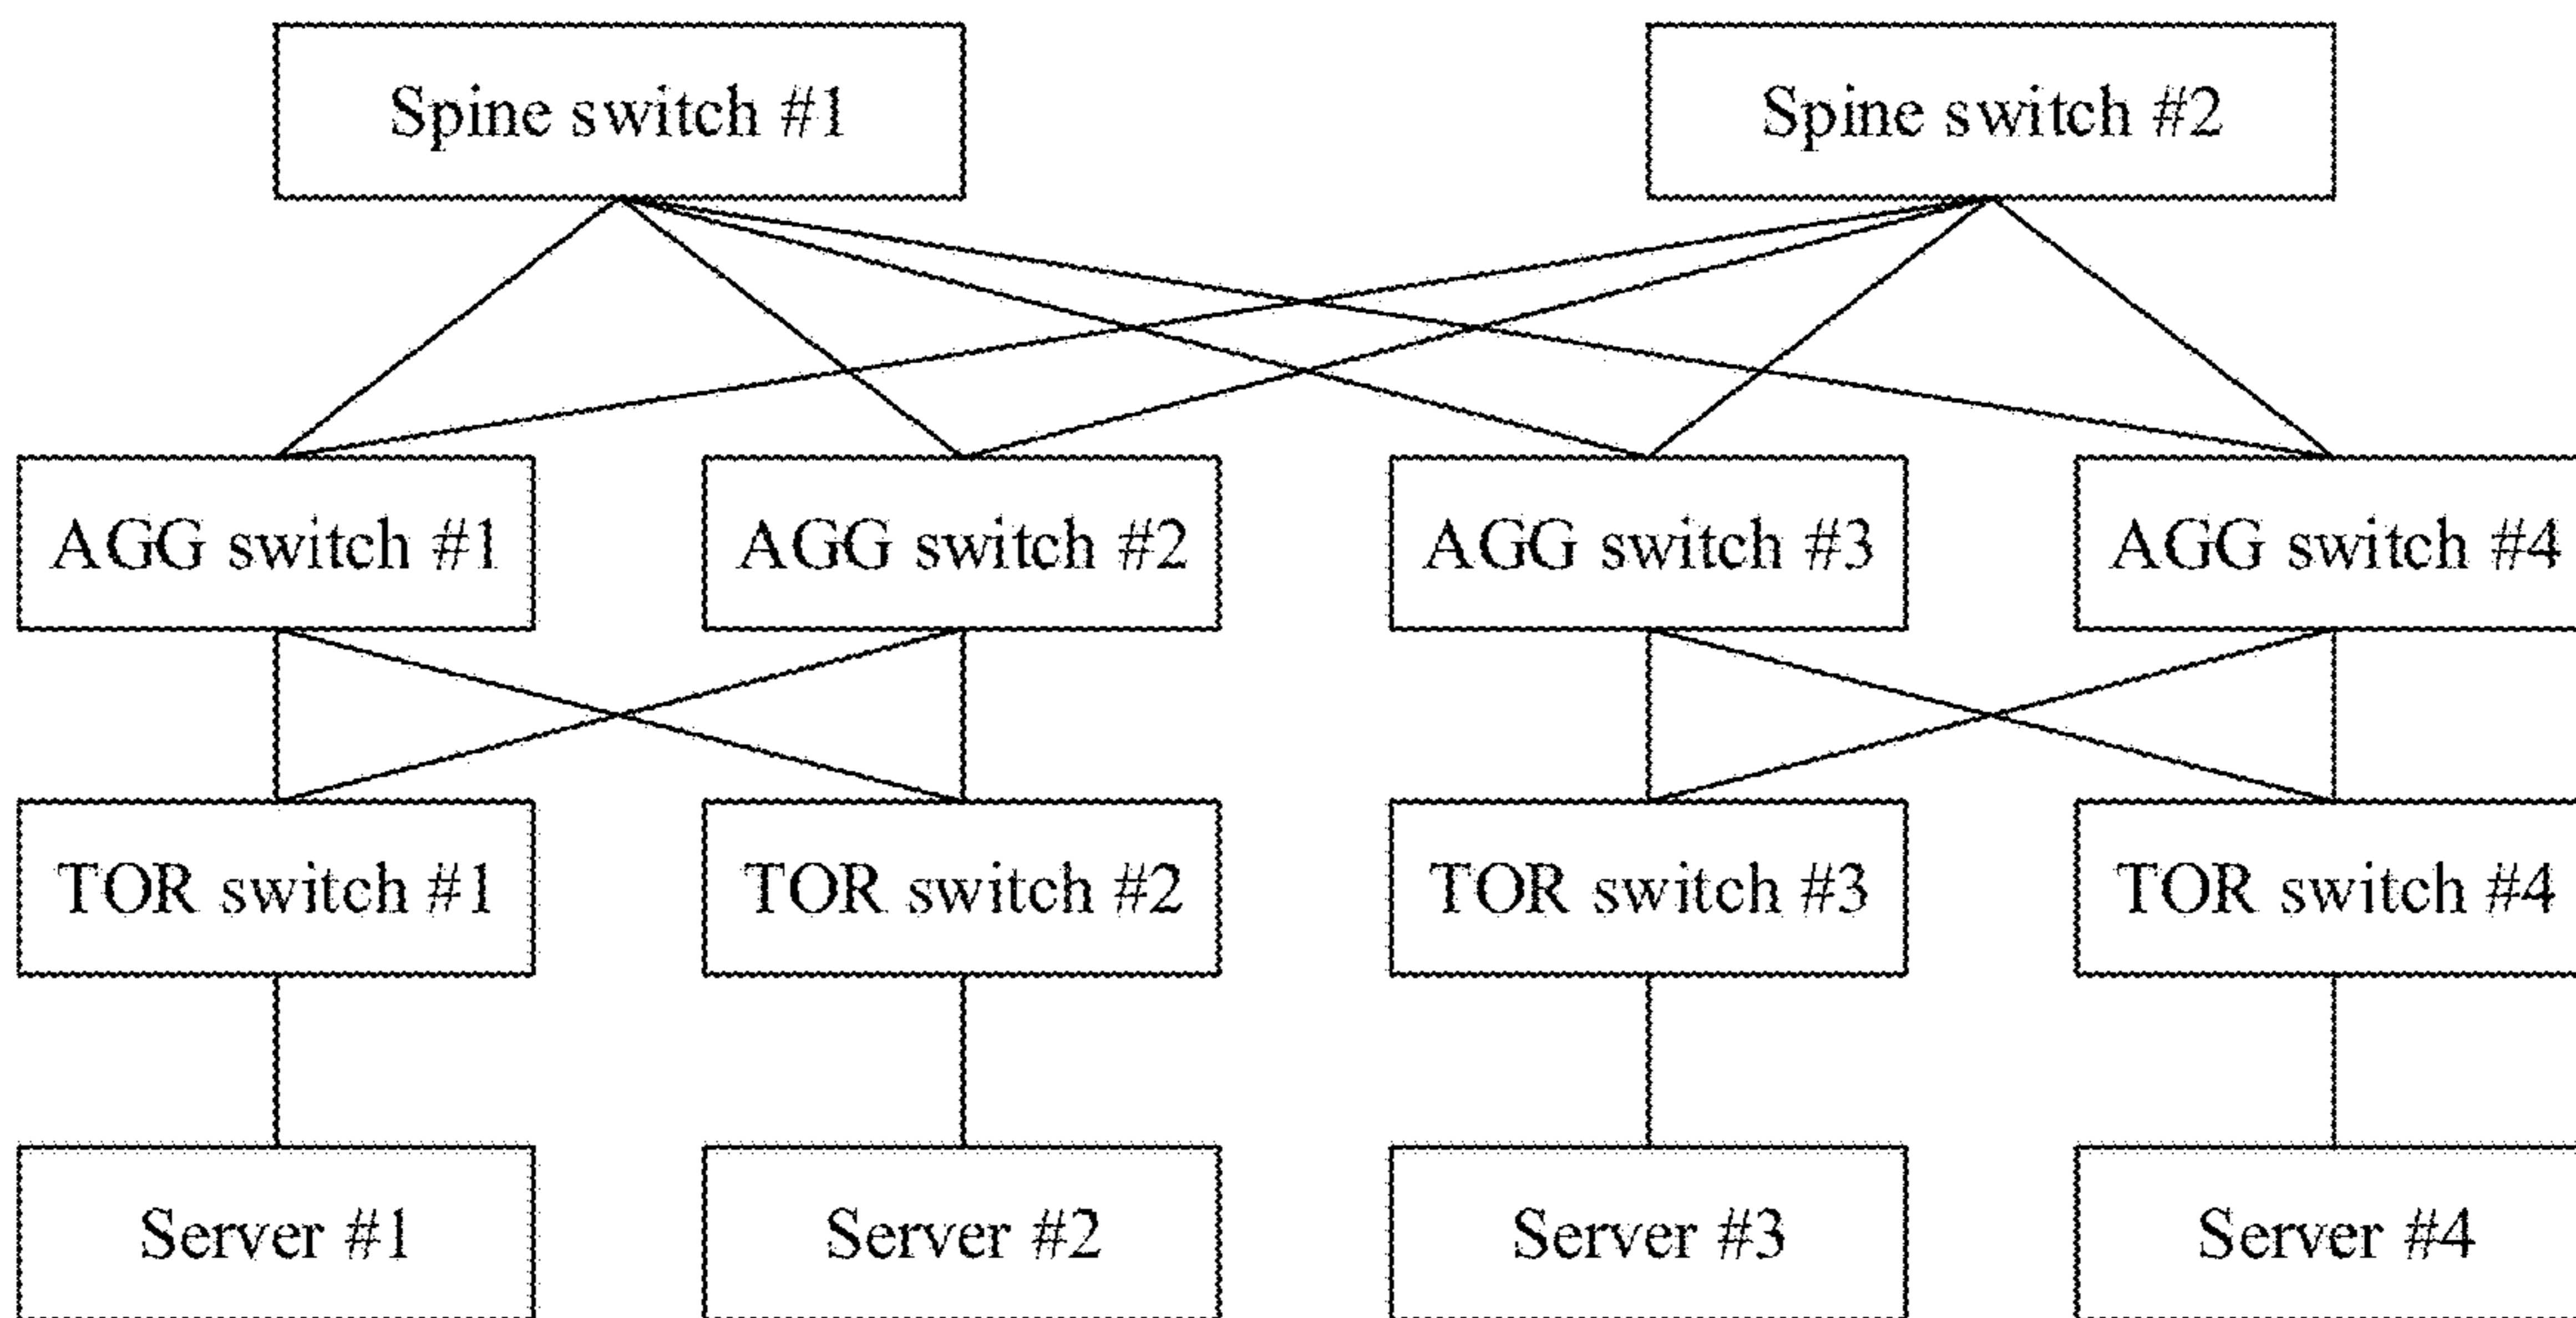 Spine switch #1
Spine switch #2
AGG switch #1
AGG switch #2
AGG switch #3
AGG switch #4
TOR switch #1
TOR switch #2
TOR switch #3
TOR switch #4
Server #1
Server #2
Server #3
Server #4